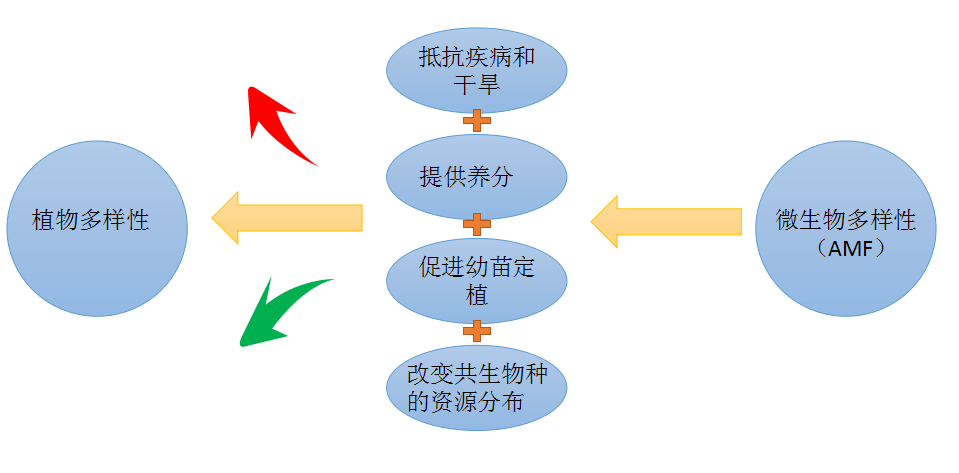 植物多样性
抵抗疾病和
干旱
提供养分
促进幼苗定
植
改变共生物种
的资源分布
微生物多样性
（AMF）